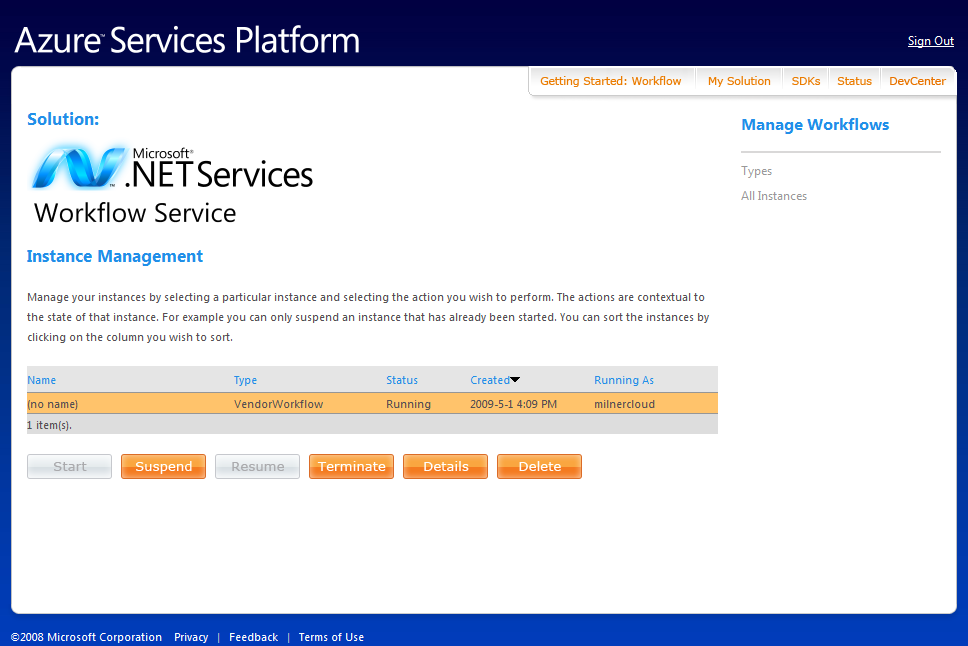 Azure™ Services Platform
Sign Out
Getting Started: Workflow
My Solution
SDKs
Status
DevCenter
Solution:
Microsoft®
.NET Services
Workflow Service
Manage Workflows
Types
All Instances
Instance Management
Manage your instances by selecting a particular instance and selecting the action you wish to perform. The actions are contextual to
the state of that instance. For example you can only suspend an instance that has already been started. You can sort the instances by
clicking on the column you wish to sort.
Name Type Status Created Running As
(no name) VendorWorkflow Running 2009-5-1 4:09 PM milnercloud
1 item(s).
Start Suspend Resume Terminate Details Delete
©2008 Microsoft Corporation Privacy | Feedback | Terms of Use